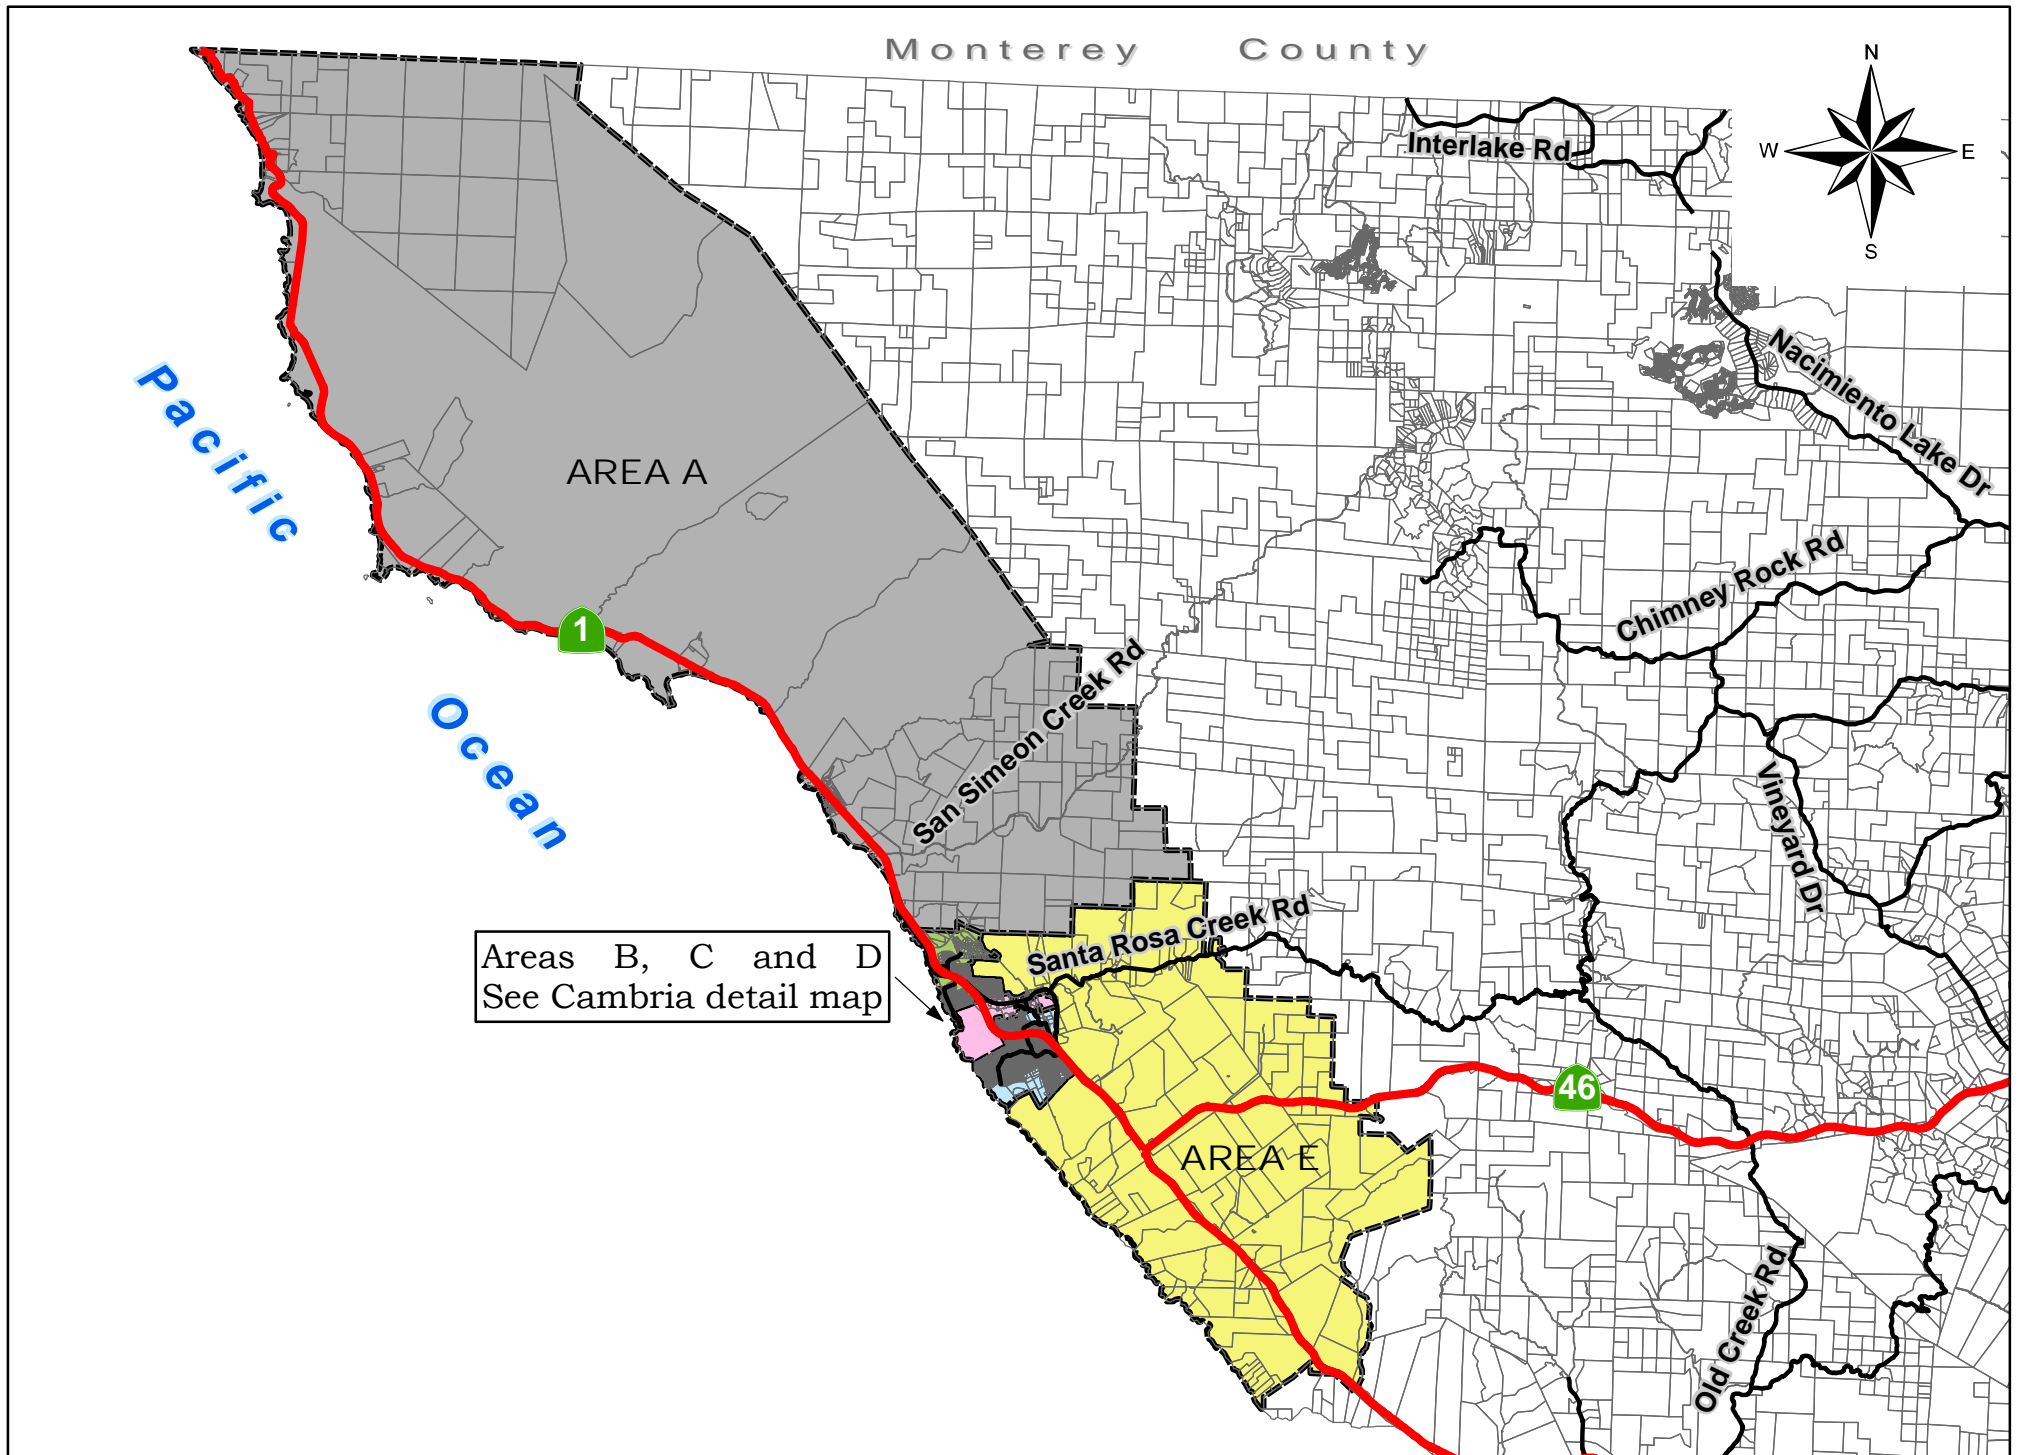 Monterey County
N
W E
S
Interlake Rd
Nacimiento Lake Dr
Pacific
Ocean
AREA A
1
Chimney Rock Rd
San Simeon Creek Rd
Vineyard Dr
Santa Rosa Creek Rd
Areas B, C and D
See Cambria detail map
46
AREA E
Old Creek Rd